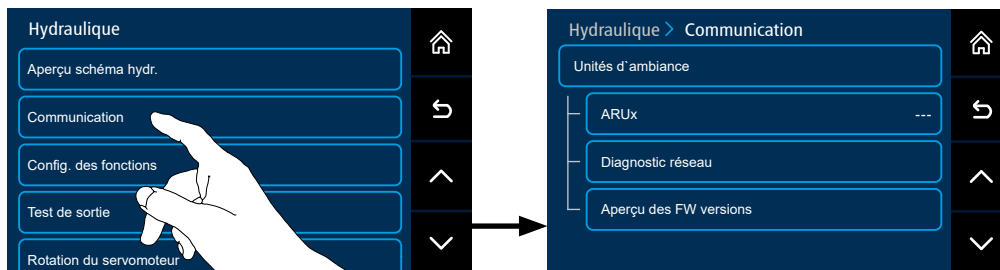 Hydraulique
Aperçu schéma hydr.
Communication
Config. des fonctions
Test de sortie
Rotation du servomoteur
Hydraulique > Communication
Unités d`ambiance
ARUx ---
Diagnostic réseau
Aperçu des FW versions